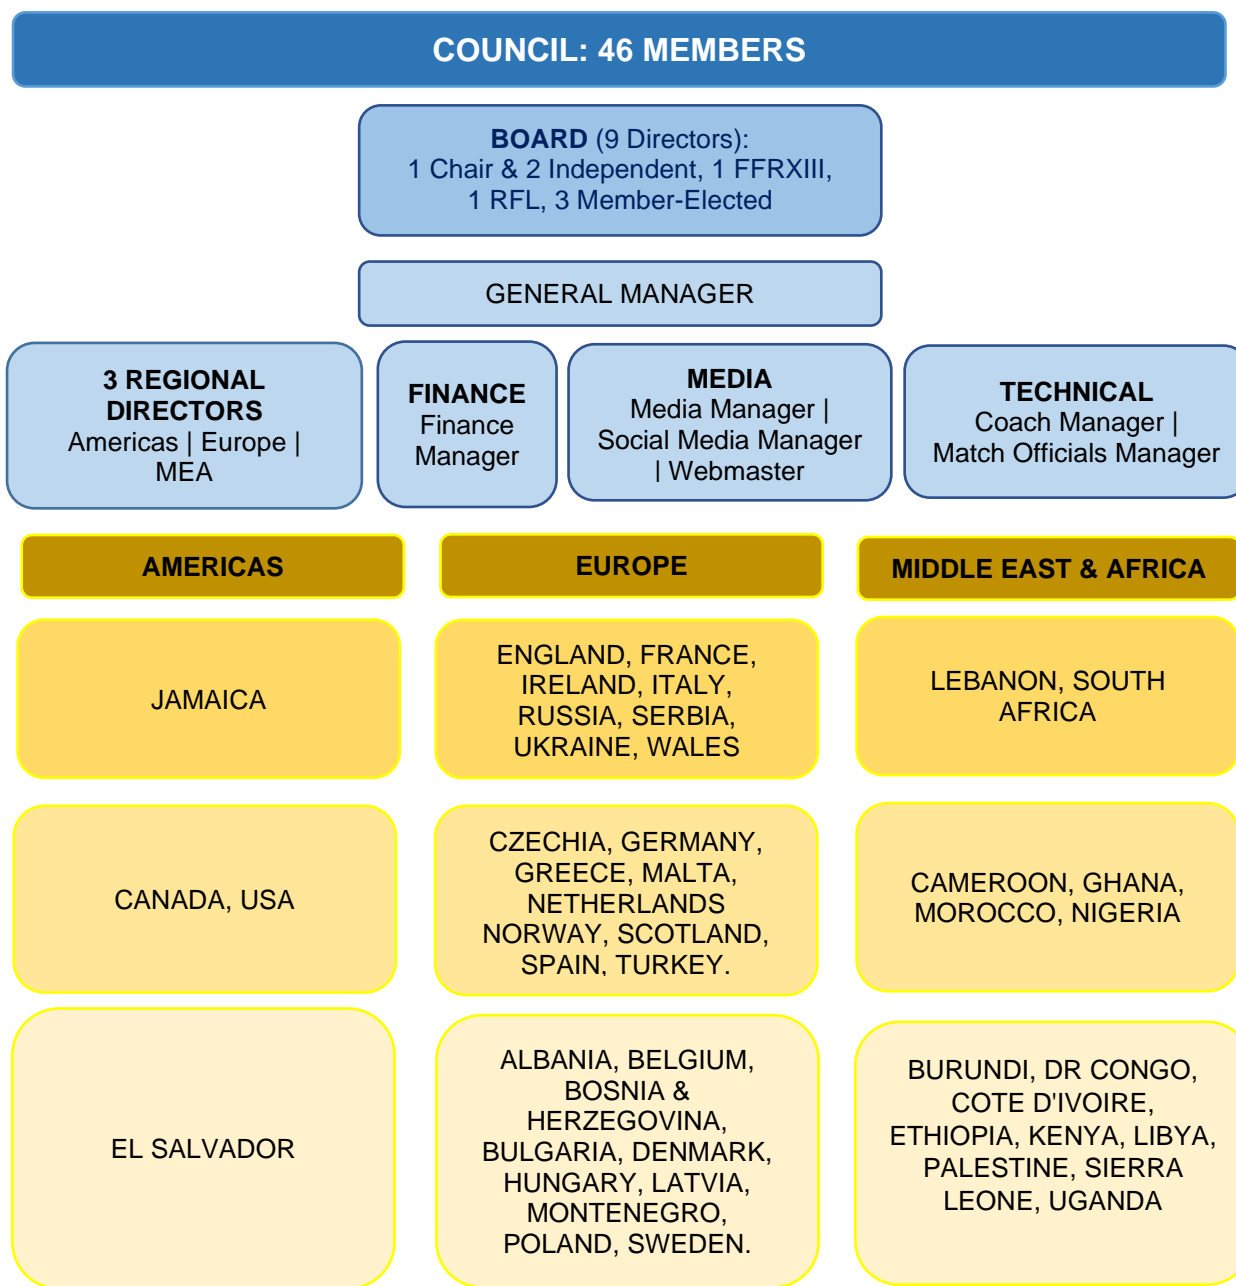 COUNCIL: 46 MEMBERS
BOARD (9 Directors):
1 Chair & 2 Independent, 1 FFRXIII,
1 RFL, 3 Member-Elected
GENERAL MANAGER
3 REGIONAL
DIRECTORS
Americas | Europe |
MEA
FINANCE
Finance
Manager
MEDIA
Media Manager |
Social Media Manager
| Webmaster
TECHNICAL
Coach Manager |
Match Officials Manager
AMERICAS
EUROPE
MIDDLE EAST & AFRICA
JAMAICA
ENGLAND, FRANCE,
IRELAND, ITALY,
RUSSIA, SERBIA,
UKRAINE, WALES
LEBANON, SOUTH
AFRICA
CANADA, USA
CZECHIA, GERMANY,
GREECE, MALTA,
NETHERLANDS
NORWAY, SCOTLAND,
SPAIN, TURKEY.
CAMEROON, GHANA,
MOROCCO, NIGERIA
EL SALVADOR
ALBANIA, BELGIUM,
BOSNIA &
HERZEGOVINA,
BULGARIA, DENMARK,
HUNGARY, LATVIA,
MONTENEGRO,
POLAND, SWEDEN.
BURUNDI, DR CONGO,
COTE D'IVOIRE,
ETHIOPIA, KENYA, LIBYA,
PALESTINE, SIERRA
LEONE, UGANDA